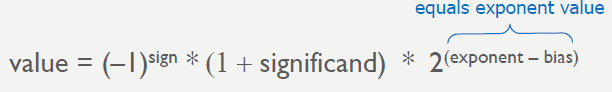 equals exponent value
value = (–1)^sign * (1 + significand) * 2^(exponent – bias)